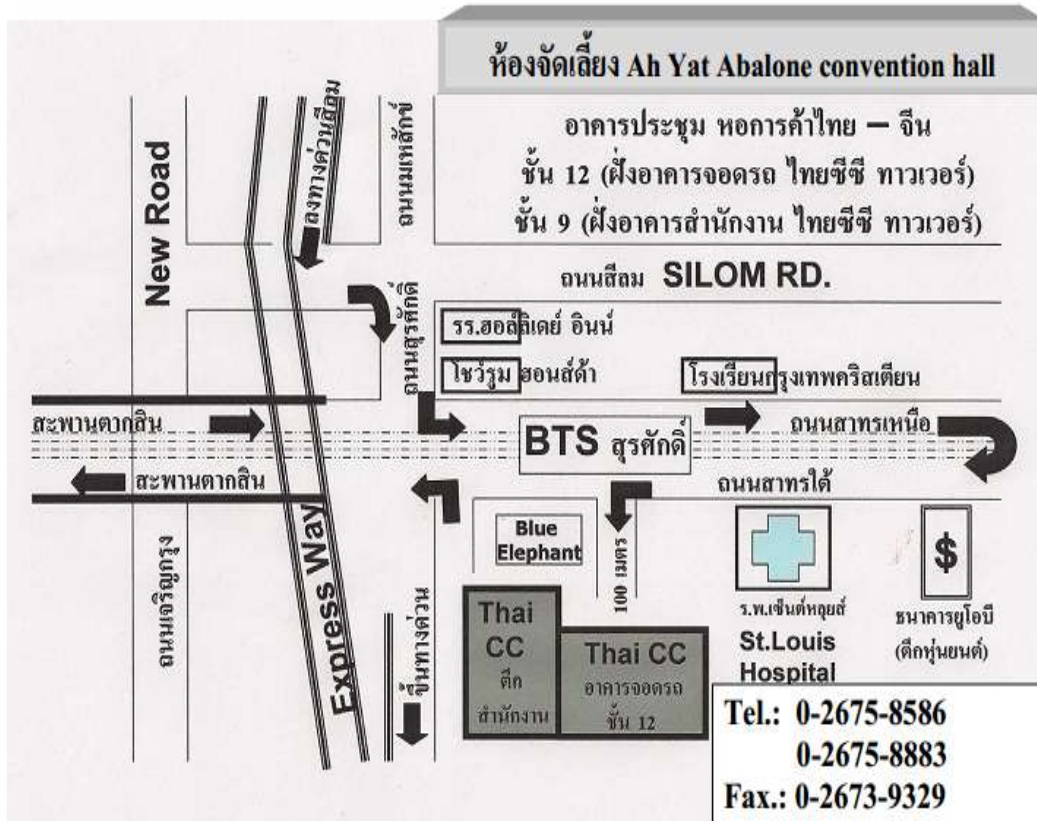 ห้องจัดเลี้ยง Ah Yat Abalone convention hall
อาคารประชุม หอการค้าไทย – จีน
ชั้น 12 (ฝั่งอาคารจอดรถ ไทยซีซี ทาวเวอร์)
ชั้น 9 (ฝั่งอาคารสำนักงาน ไทยซีซี ทาวเวอร์)
New Road
ลงทางด่วนสีลม
ถนนมเหสักข์
ถนนสีลม SILOM RD.
ถนนสุรศักดิ์
รร.ฮอลลิเดย์ อินน์
โชว์รูม ฮอนด้า
โรงเรียนกรุงเทพคริสเตียน
สะพานตากสิน
BTS สุรศักดิ์
ถนนสาทรเหนือ
สะพานตากสิน
ถนนสาทรใต้
ถนนเจริญกรุง
Express Way
ขึ้นทางด่วน
Blue
Elephant
100 เมตร
ร.พ.เซ็นต์หลุยส์
St.Louis
Hospital
$
ธนาคารยูโอบี
(ตึกหุ่นยนต์)
Thai
CC
ตึก
สำนักงาน
Thai CC
อาคารจอดรถ
ชั้น 12
Tel.: 0-2675-8586
0-2675-8883
Fax.: 0-2673-9329